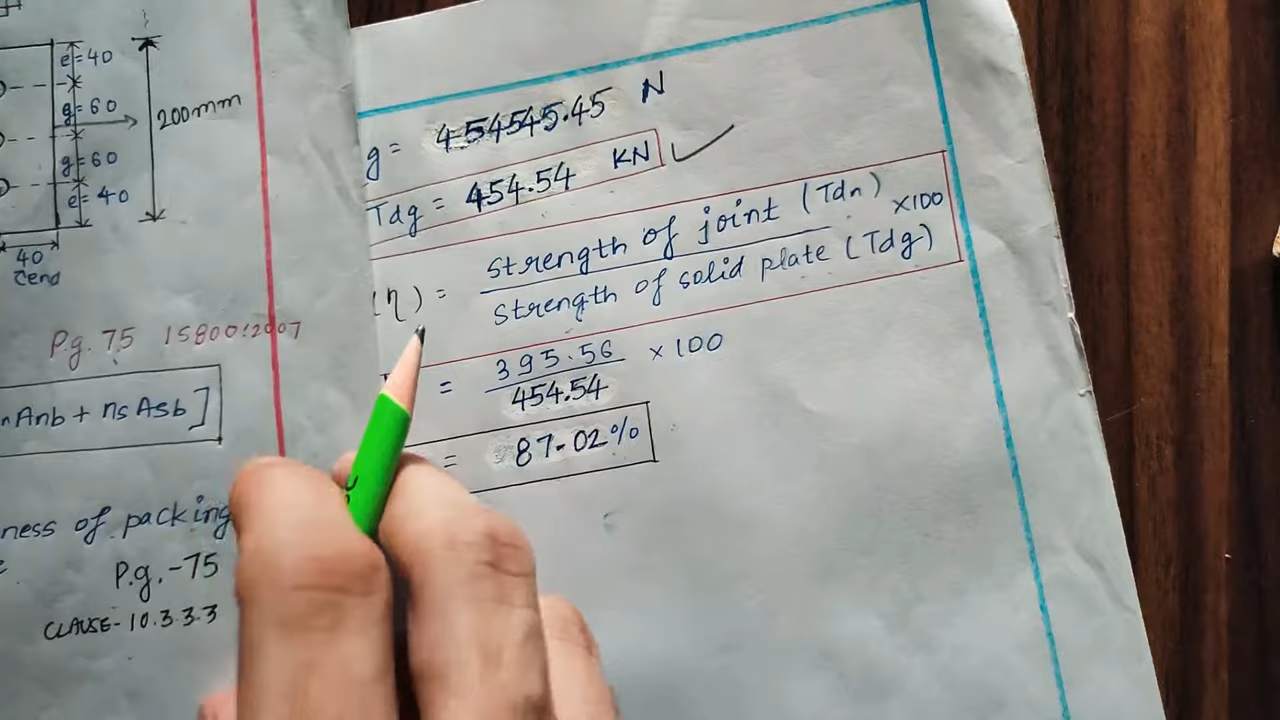 e=40
g=60
200mm
g=60
e=40
40
Cend
P.g. 75 IS800:2007
nAnb + nsAsb ]
ness of packing
P.g.-75
CLAUSE-10.3.3.3
g = 454545.45 N
Tdg = 454.54 KN
(η) = strength of joint (Tdn) ×100
strength of solid plate (Tdg)
= 395.56 × 100
454.54
= 87.02%